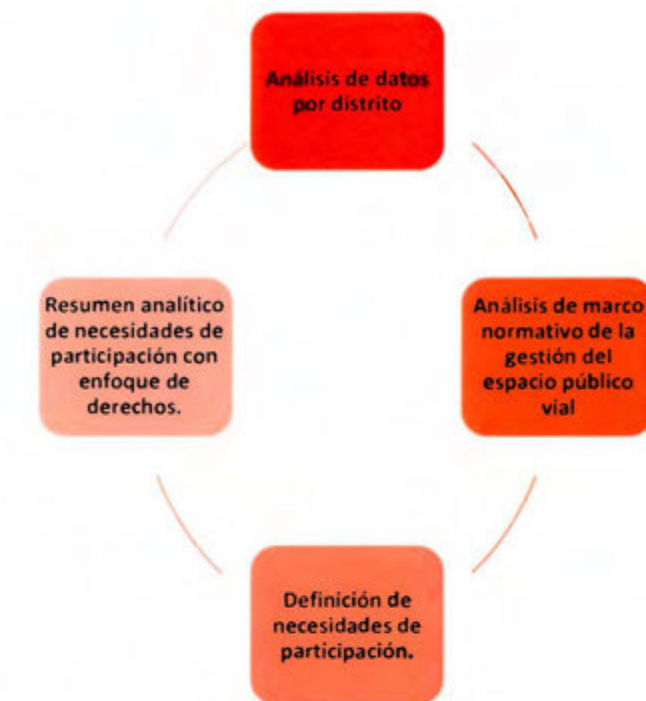 Análisis de datos
por distrito
Análisis de marco
normativo de la
gestión del
espacio público
vial
Definición de
necesidades de
participación.
Resumen analítico
de necesidades de
participación con
enfoque de
derechos.